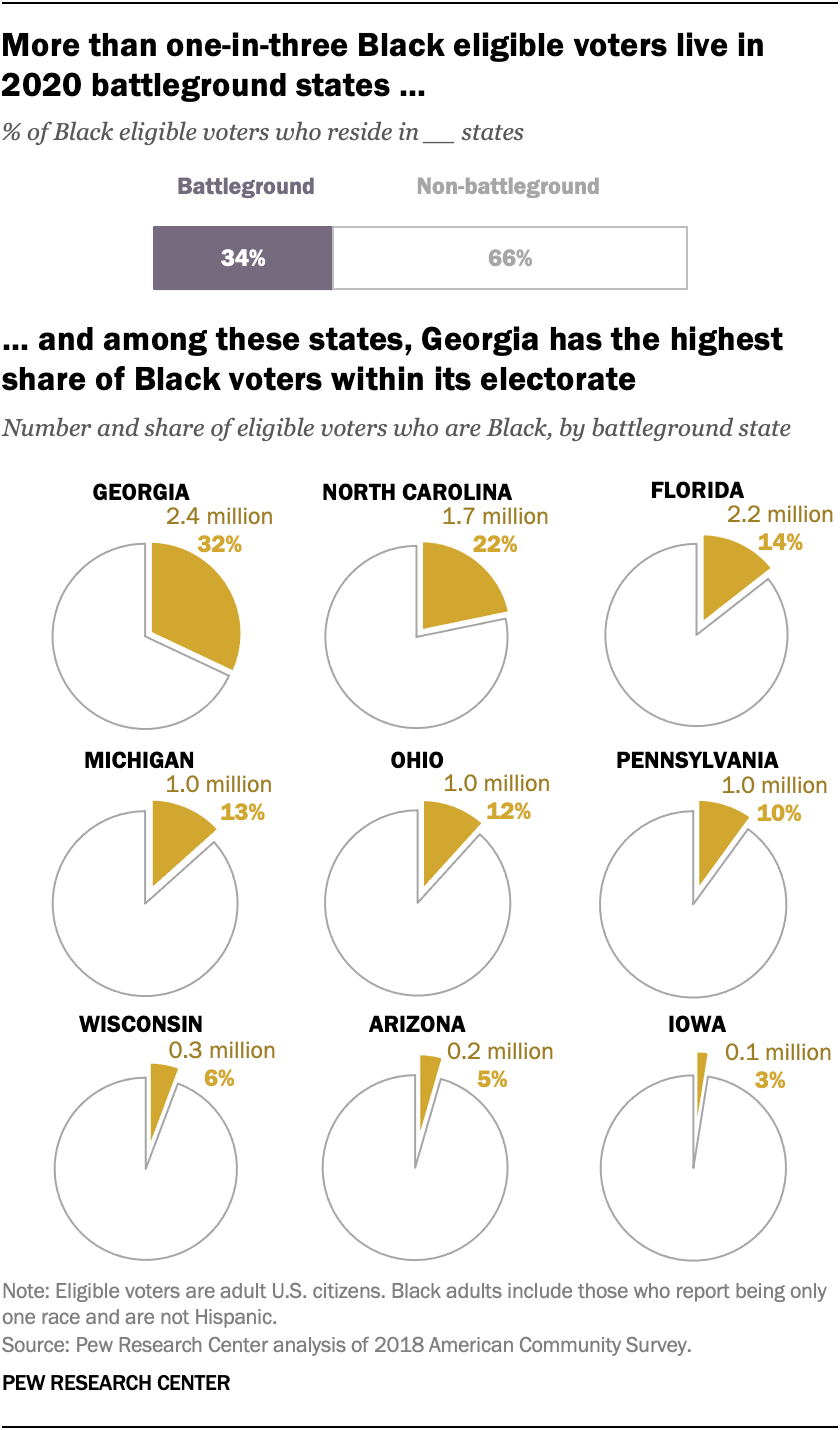 More than one-in-three Black eligible voters live in
2020 battleground states ...
% of Black eligible voters who reside in __ states
Battleground
Non-battleground
34%
66%
... and among these states, Georgia has the highest
share of Black voters within its electorate
Number and share of eligible voters who are Black, by battleground state
GEORGIA
2.4 million
32%
NORTH CAROLINA
1.7 million
22%
FLORIDA
2.2 million
14%
MICHIGAN
1.0 million
13%
OHIO
1.0 million
12%
PENNSYLVANIA
1.0 million
10%
WISCONSIN
0.3 million
6%
ARIZONA
0.2 million
5%
IOWA
0.1 million
3%
Note: Eligible voters are adult U.S. citizens. Black adults include those who report being only
one race and are not Hispanic.
Source: Pew Research Center analysis of 2018 American Community Survey.
PEW RESEARCH CENTER